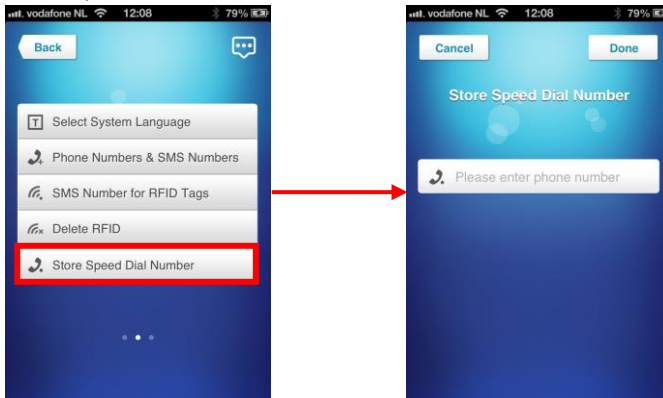 vodafone NL 12:08 79%
Back
T Select System Language
Phone Numbers & SMS Numbers
SMS Number for RFID Tags
Delete RFID
Store Speed Dial Number
vodafone NL 12:08 79%
Cancel Done
Store Speed Dial Number
Please enter phone number